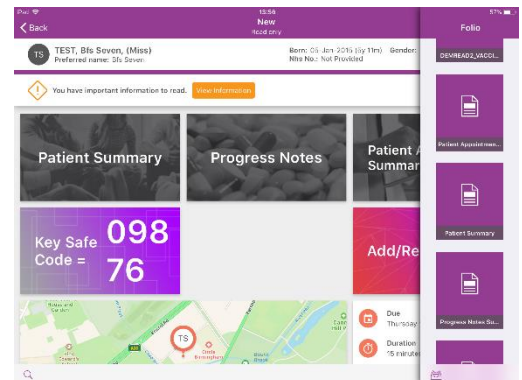 iPad
13:56
87%
Back
New
Read only
Folio
TS
TEST, Bfs Seven, (Miss)
Preferred name: Bfs Seven
Born: 05-Jan-2015 (5y 11m) Gender:
Nhs No.: Not Provided
You have important information to read.
View Information
DEMREAD2_VACCI...
Patient Summary
Progress Notes
Patient A
Summar
Patient Appointmen...
Key Safe
Code =
098
76
Add/Re
Patient Summary
TS
Due
Thursday
Duration
15 minute
Progress Notes Su...